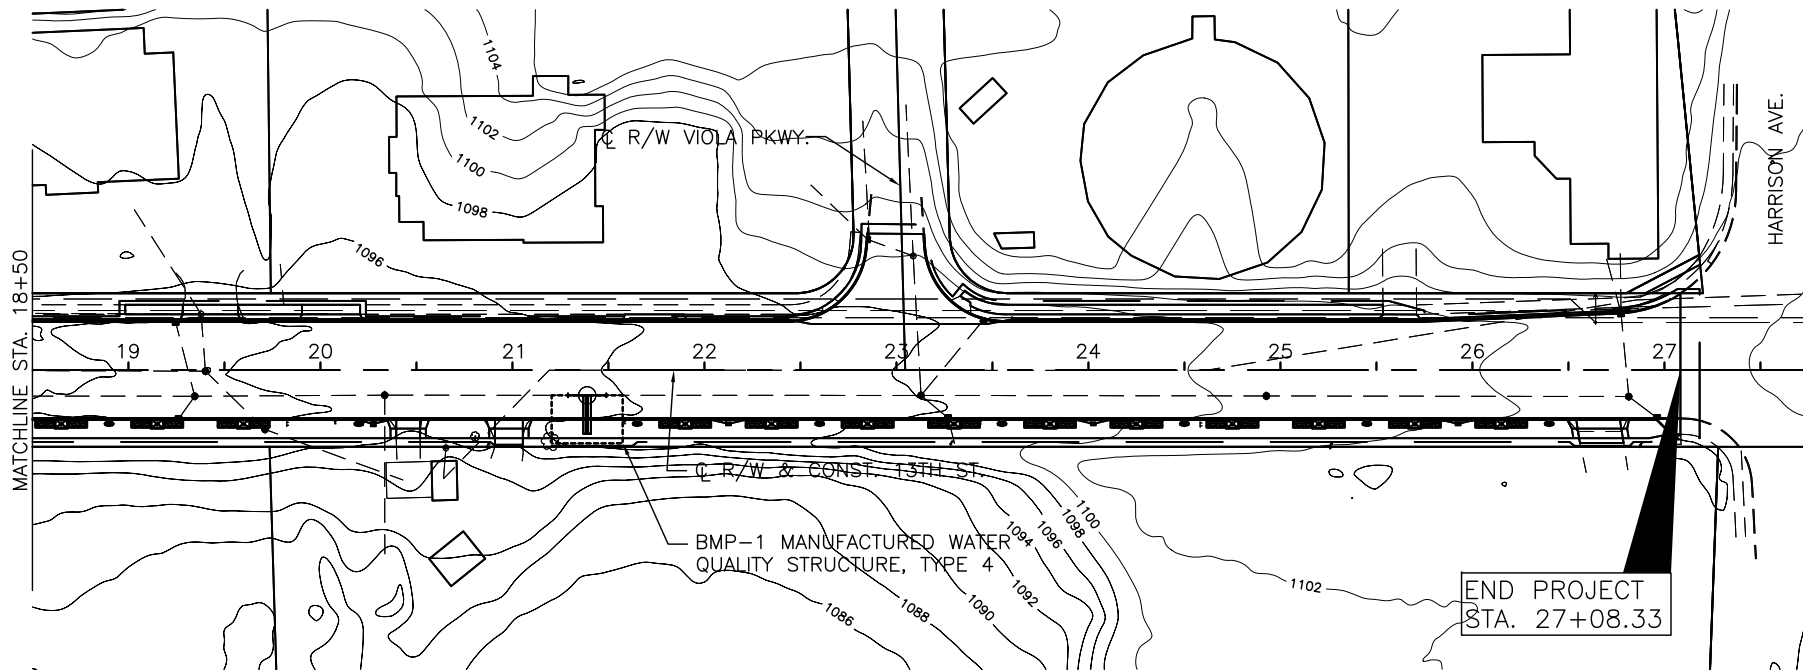 1104
1102
℄ R/W VIOLA PKWY.
1100
1098
1096
HARRISON AVE.
MATCHLINE STA. 18+50
19 20 21 22 23 24 25 26 27
℄ R/W & CONST. 13TH ST.
BMP-1 MANUFACTURED WATER
QUALITY STRUCTURE, TYPE 4
1100
1098
1096
1094
1092
1090
1088
1086
1102
END PROJECT
STA. 27+08.33